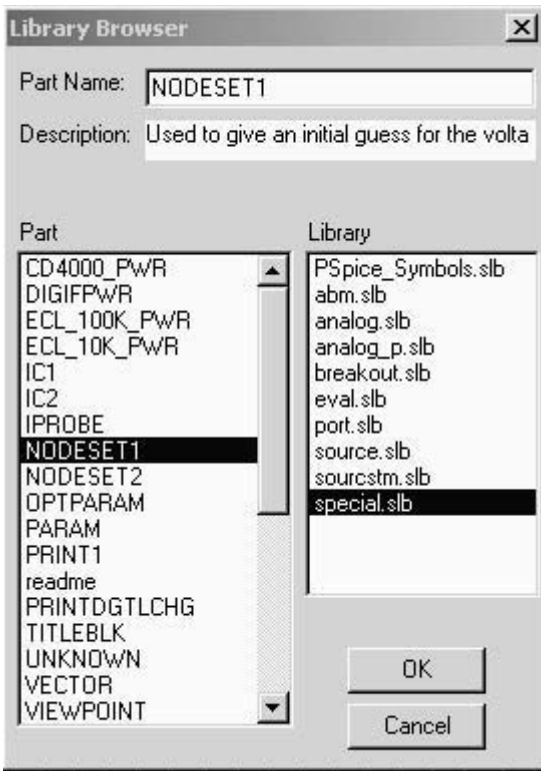 Library Browser
Part Name: NODESET1
Description: Used to give an initial guess for the volta
Part
CD4000_PWR
DIGIFPWR
ECL_100K_PWR
ECL_10K_PWR
IC1
IC2
IPROBE
NODESET1
NODESET2
OPTPARAM
PARAM
PRINT1
readme
PRINTDGTLCHG
TITLEBLK
UNKNOWN
VECTOR
VIEWPOINT
Library
PSpice_Symbols.slb
abm.slb
analog.slb
analog_p.slb
breakout.slb
eval.slb
port.slb
source.slb
sourcstm.slb
special.slb
OK
Cancel